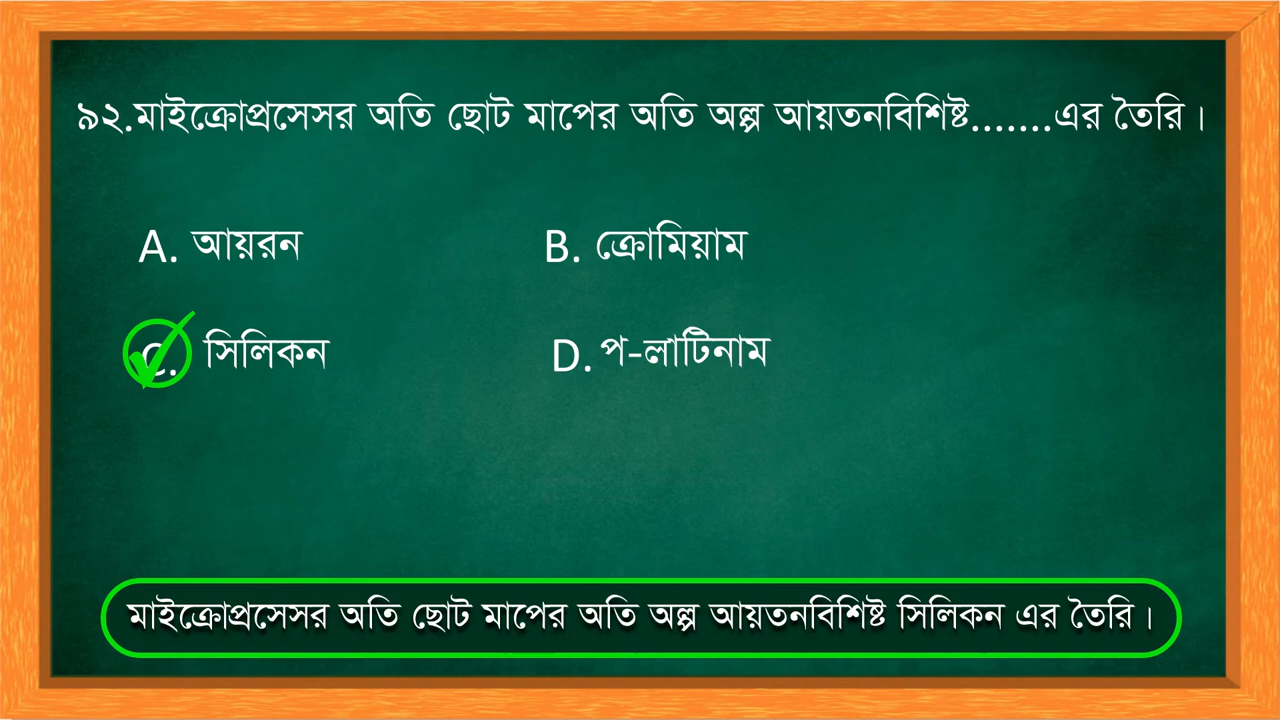 ৯২.মাইক্রোপ্রসেসর অতি ছোট মাপের অতি অল্প আয়তনবিশিষ্ট.......এর তৈরি।
A. আয়রন B. ক্রোমিয়াম
C. সিলিকন D. প-লাটিনাম
মাইক্রোপ্রসেসর অতি ছোট মাপের অতি অল্প আয়তনবিশিষ্ট সিলিকন এর তৈরি।